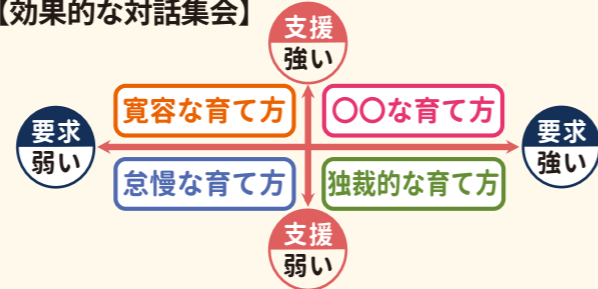 【効果的な対話集会】
支援
強い
寛容な育て方
〇〇な育て方
要求
弱い
要求
強い
怠慢な育て方
独裁的な育て方
支援
弱い